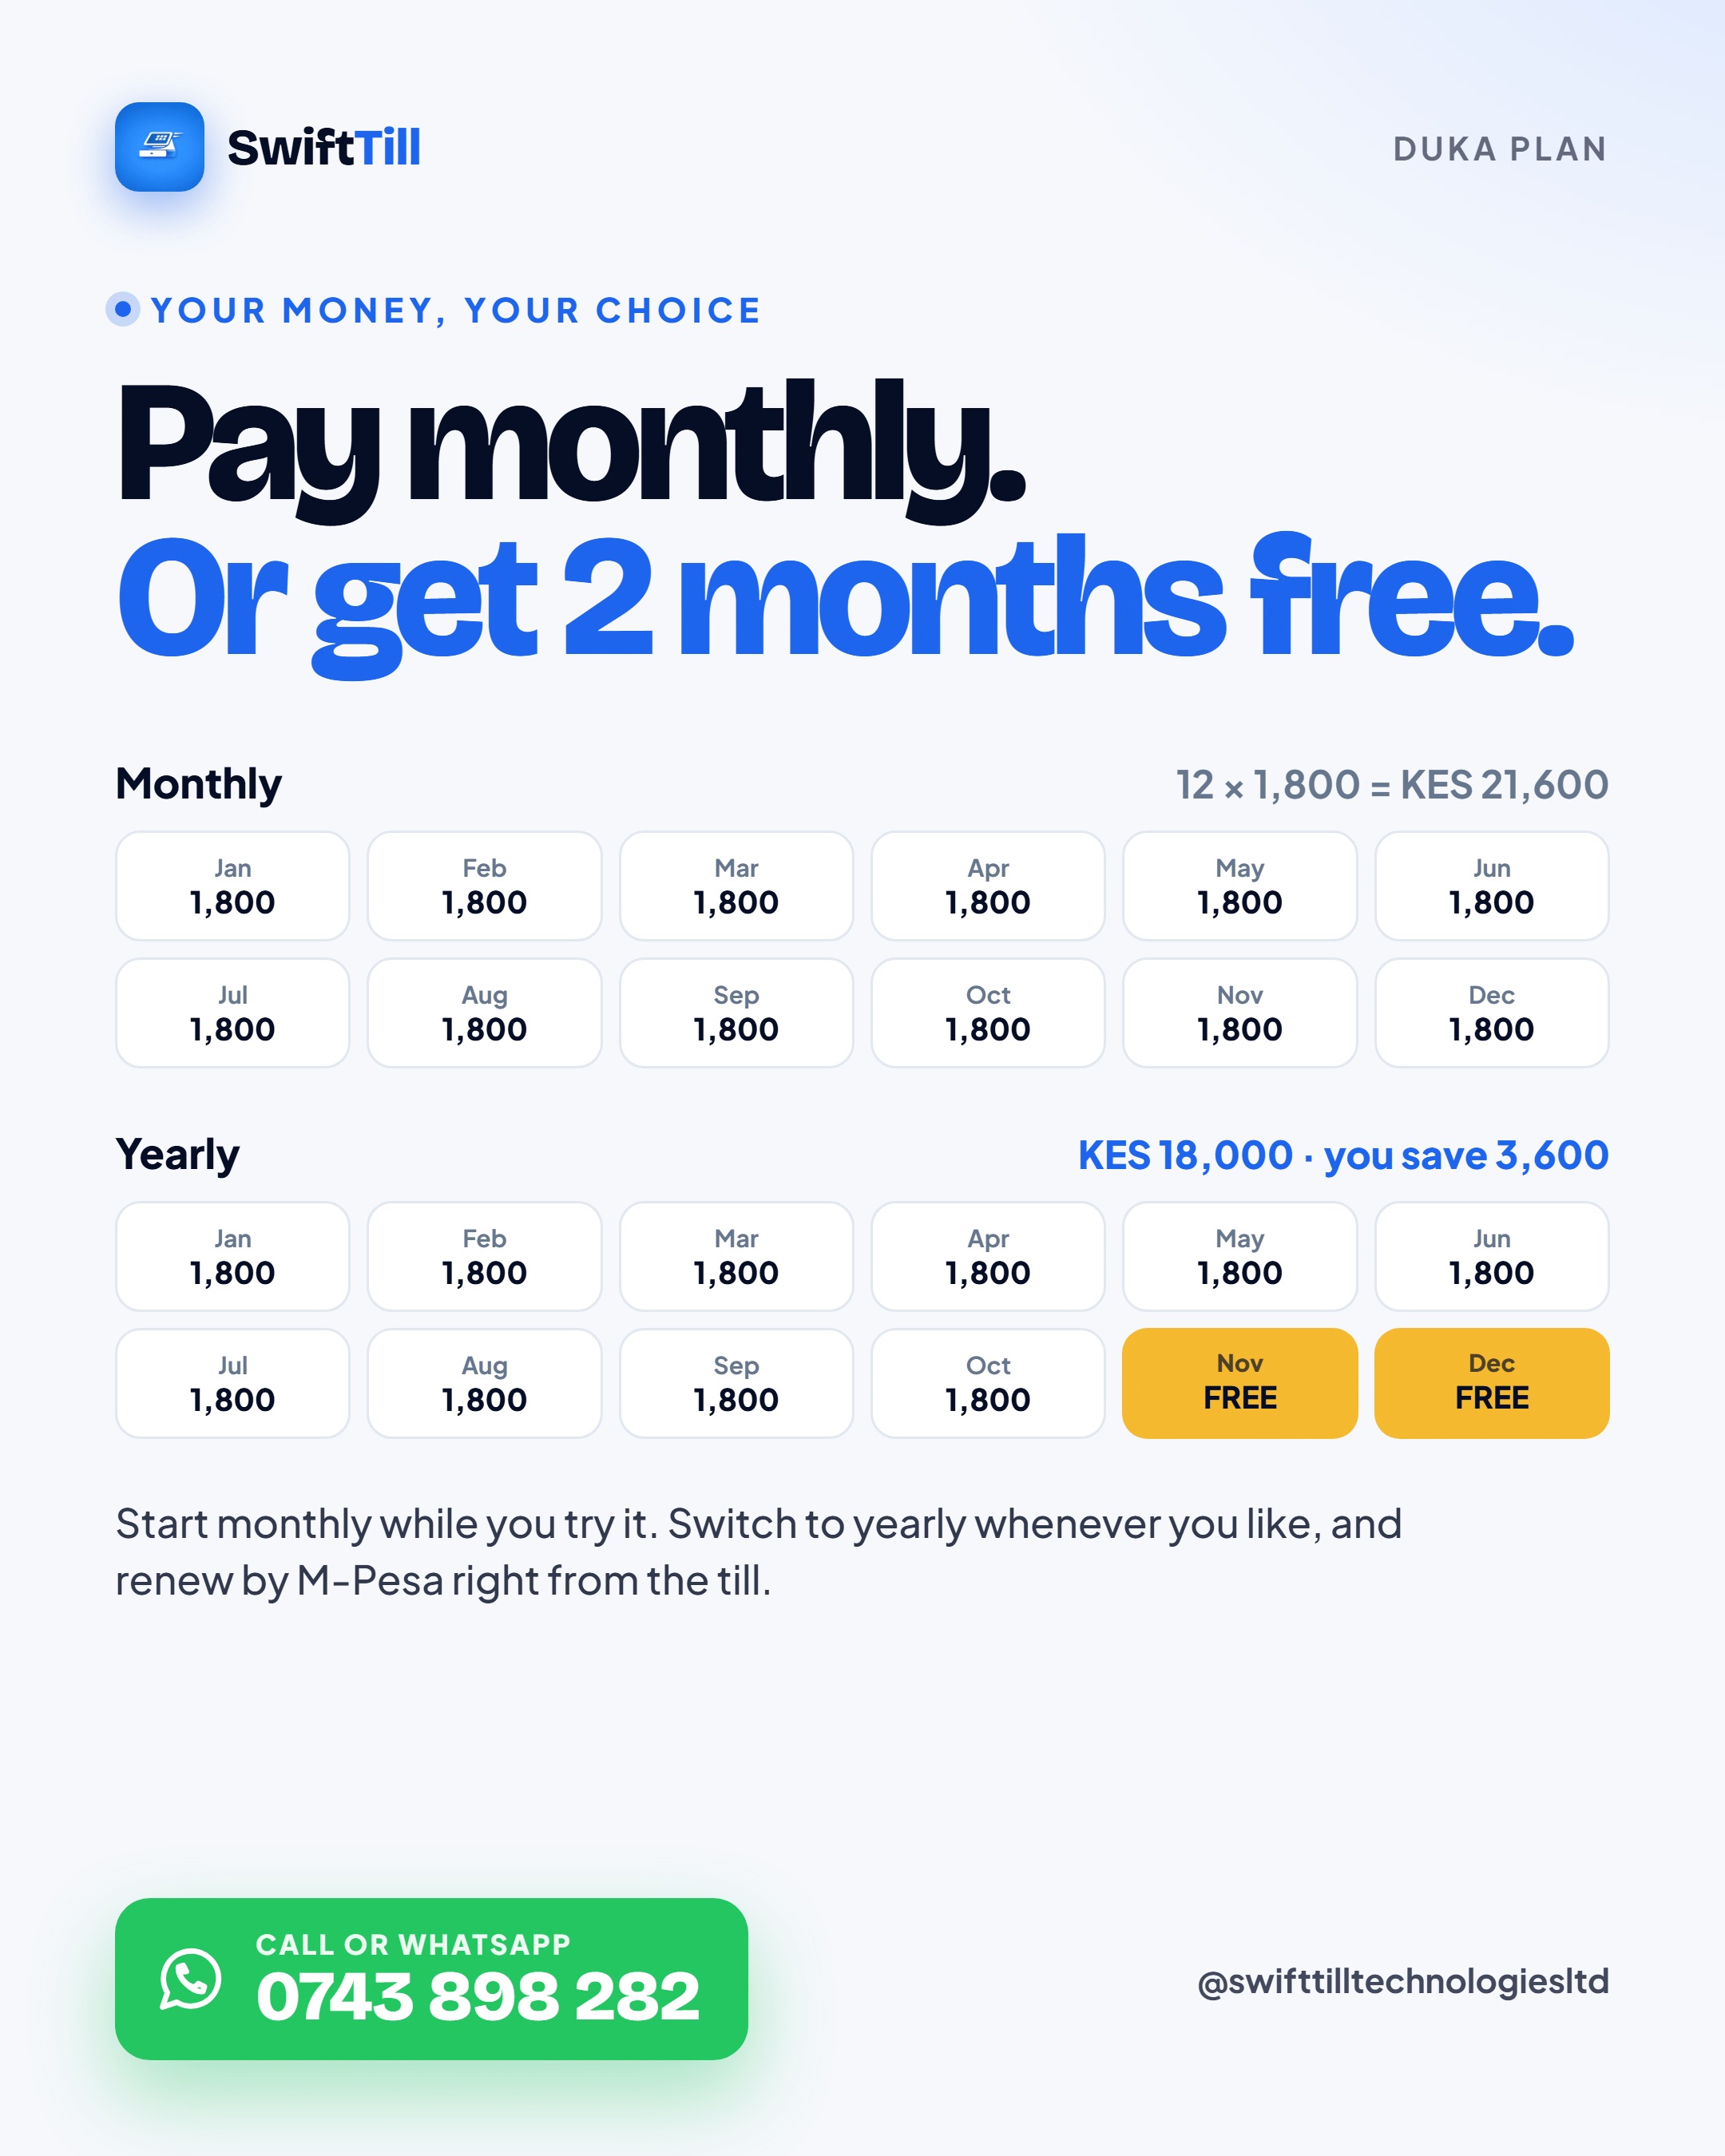 SwiftTill
DUKA PLAN
YOUR MONEY, YOUR CHOICE
Pay monthly.
Or get 2 months free.
Monthly
12 × 1,800 = KES 21,600
Jan Feb Mar Apr May Jun
1,800 1,800 1,800 1,800 1,800 1,800
Jul Aug Sep Oct Nov Dec
1,800 1,800 1,800 1,800 1,800 1,800
Yearly
KES 18,000 · you save 3,600
Jan Feb Mar Apr May Jun
1,800 1,800 1,800 1,800 1,800 1,800
Jul Aug Sep Oct Nov Dec
1,800 1,800 1,800 1,800 FREE FREE
Start monthly while you try it. Switch to yearly whenever you like, and
renew by M-Pesa right from the till.
CALL OR WHATSAPP
0743 898 282
@swifttilltechnologiesltd